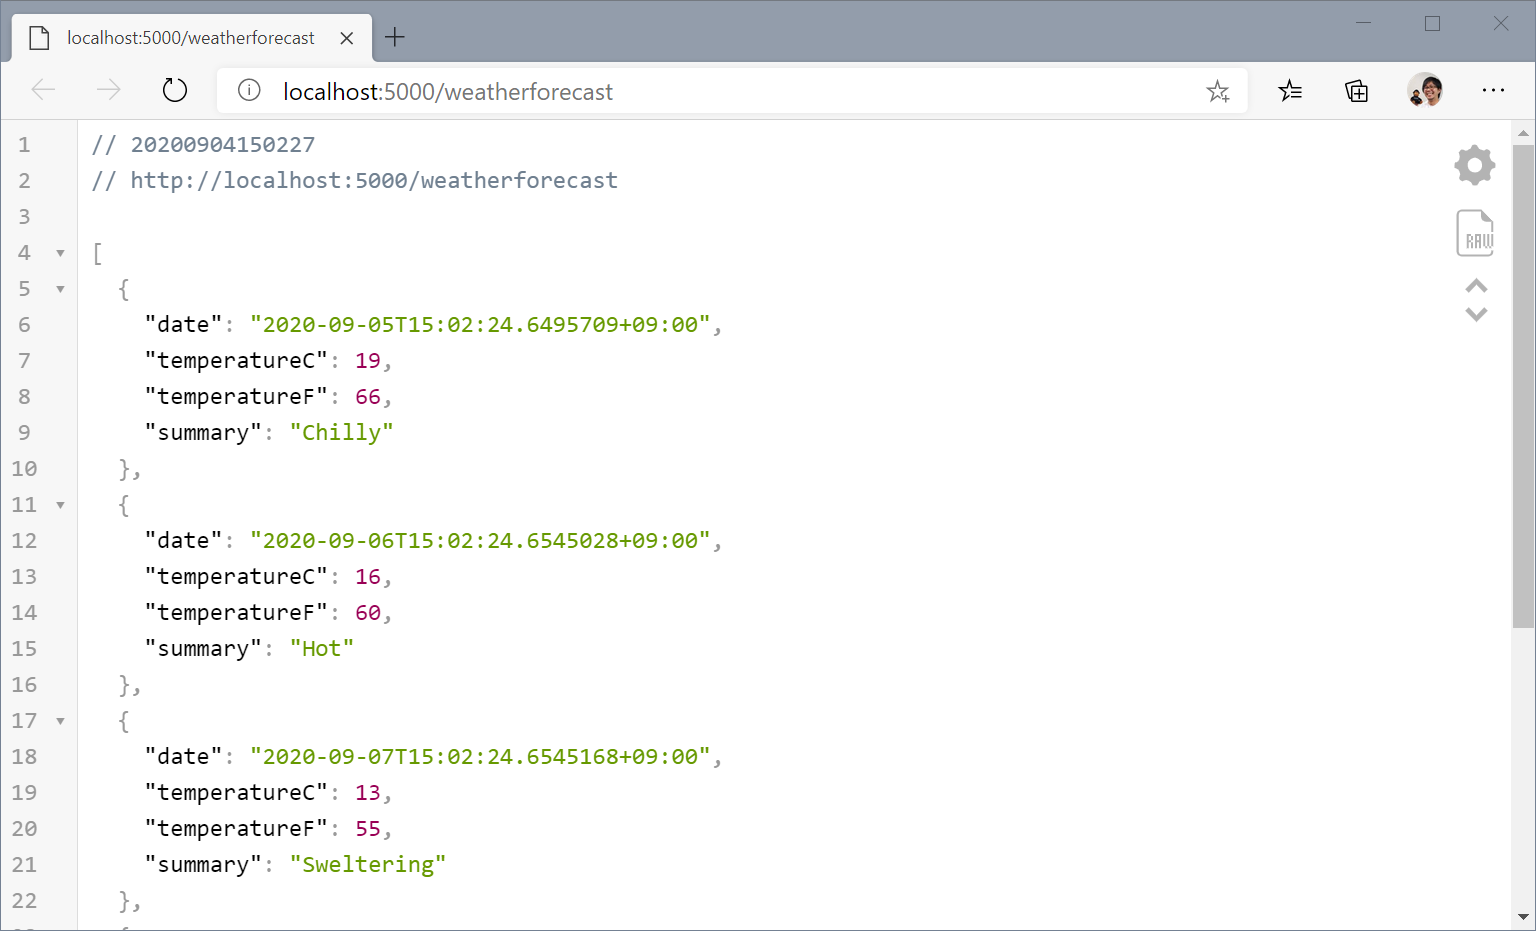 localhost:5000/weatherforecast
localhost:5000/weatherforecast
1 // 20200904150227
2 // http://localhost:5000/weatherforecast
3
4 [
5 {
6 "date": "2020-09-05T15:02:24.6495709+09:00",
7 "temperatureC": 19,
8 "temperatureF": 66,
9 "summary": "Chilly"
10 },
11 {
12 "date": "2020-09-06T15:02:24.6545028+09:00",
13 "temperatureC": 16,
14 "temperatureF": 60,
15 "summary": "Hot"
16 },
17 {
18 "date": "2020-09-07T15:02:24.6545168+09:00",
19 "temperatureC": 13,
20 "temperatureF": 55,
21 "summary": "Sweltering"
22 },
RAW